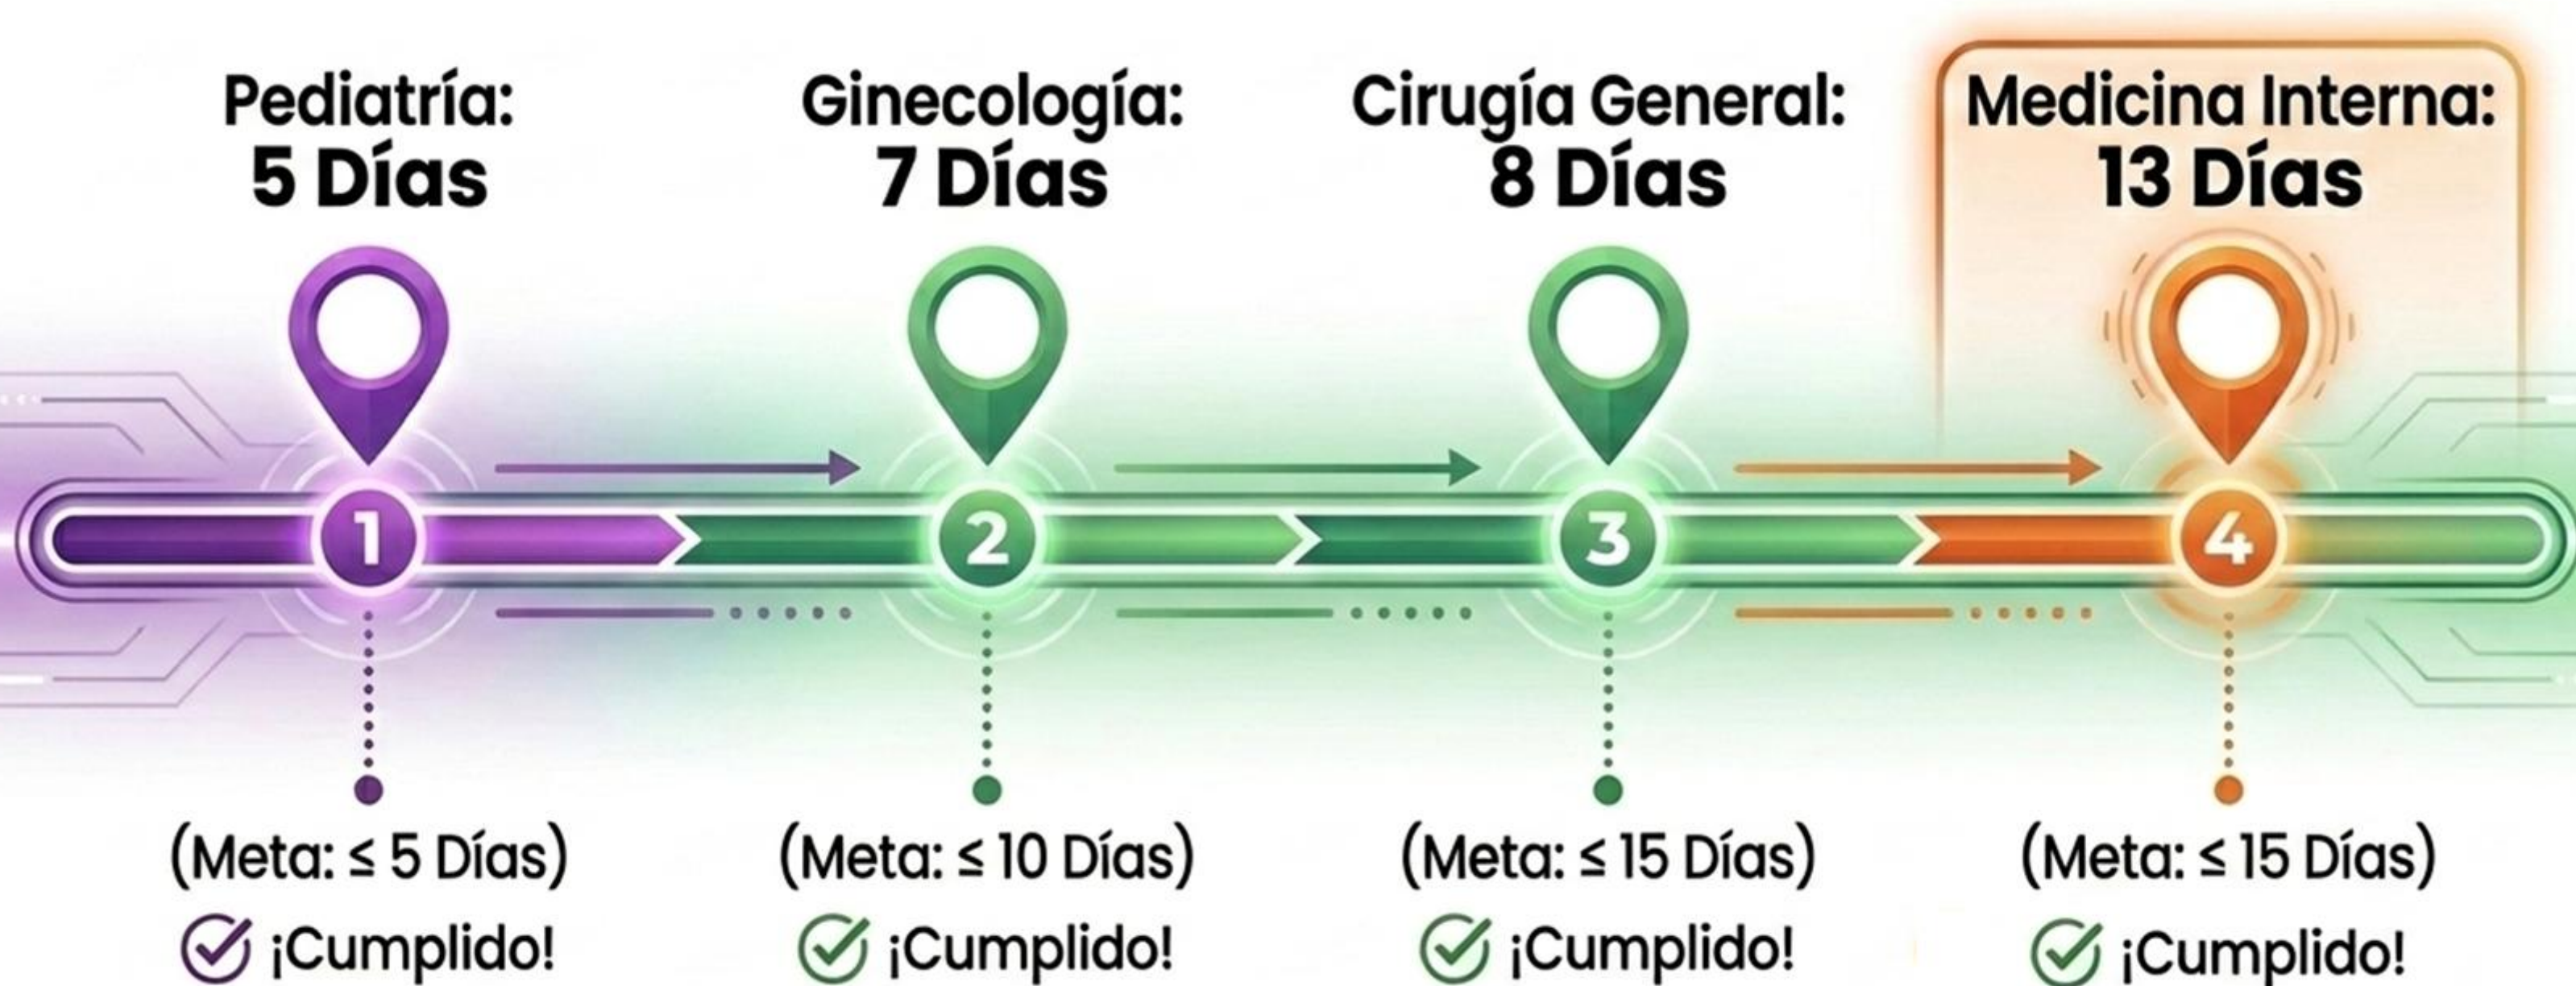 Pediatría:
5 Días
Ginecología:
7 Días
Cirugía General:
8 Días
Medicina Interna:
13 Días
1
2
3
4
(Meta: ≤ 5 Días)
¡Cumplido!
(Meta: ≤ 10 Días)
¡Cumplido!
(Meta: ≤ 15 Días)
¡Cumplido!
(Meta: ≤ 15 Días)
¡Cumplido!